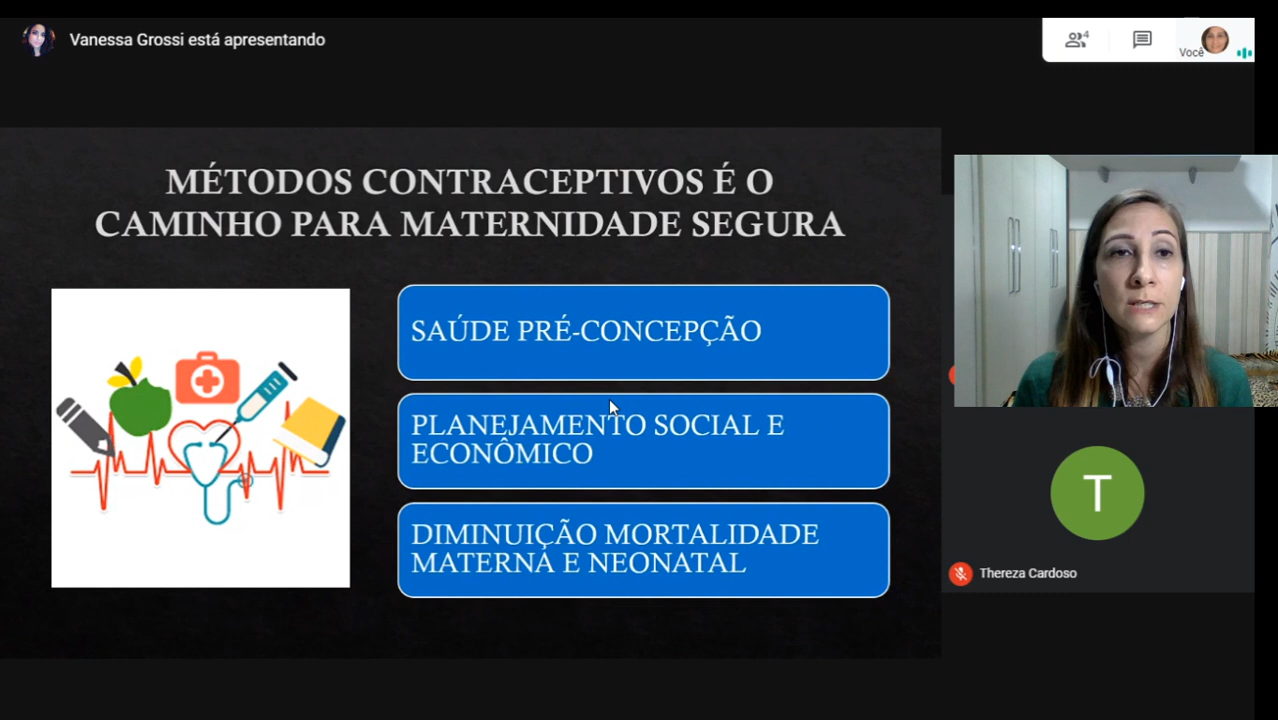 Vanessa Grossi está apresentando
4
Você
MÉTODOS CONTRACEPTIVOS É O
CAMINHO PARA MATERNIDADE SEGURA
SAÚDE PRÉ-CONCEPÇÃO
PLANEJAMENTO SOCIAL E
ECONÔMICO
DIMINUIÇÃO MORTALIDADE
MATERNA E NEONATAL
T
Thereza Cardoso